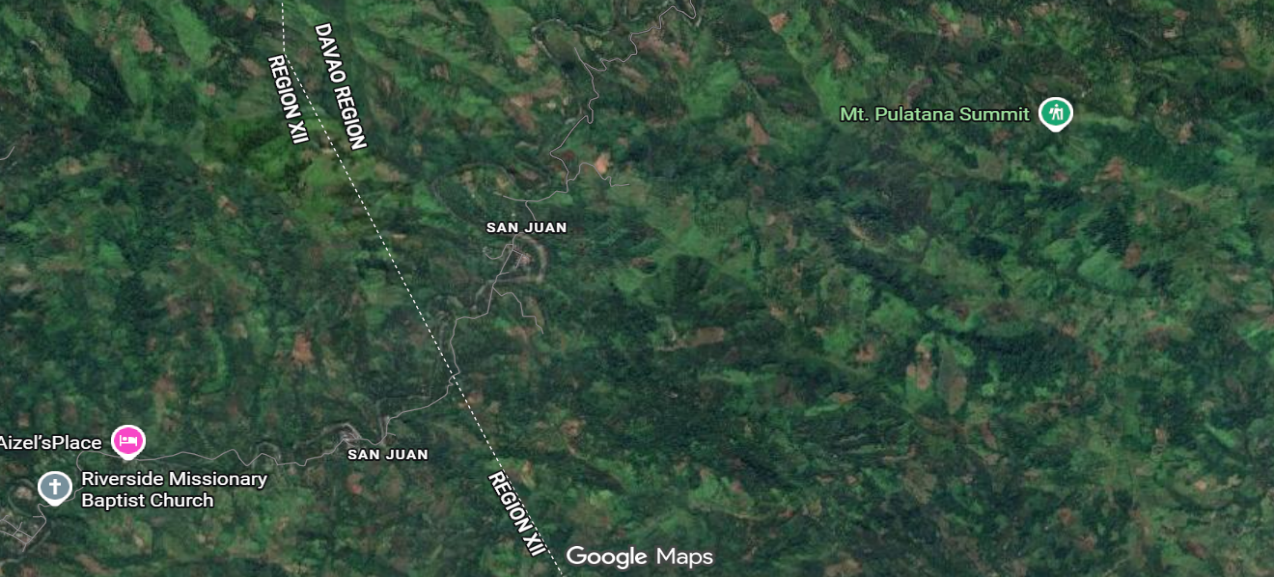 DAVAO REGION
REGION XII
Mt. Pulatana Summit
SAN JUAN
Aizel'sPlace
SAN JUAN
Riverside Missionary
Baptist Church
REGION XII
Google Maps